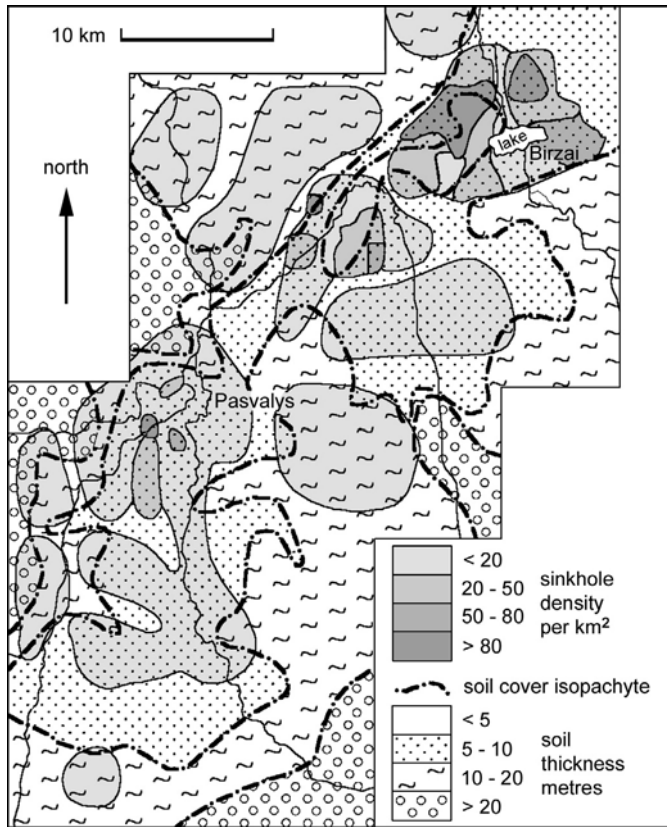 10 km
north
lake
Birzai
Pasvalys
< 20
20 - 50
50 - 80
> 80
sinkhole
density
per km²
soil cover isopachyte
< 5
5 - 10
10 - 20
> 20
soil
thickness
metres